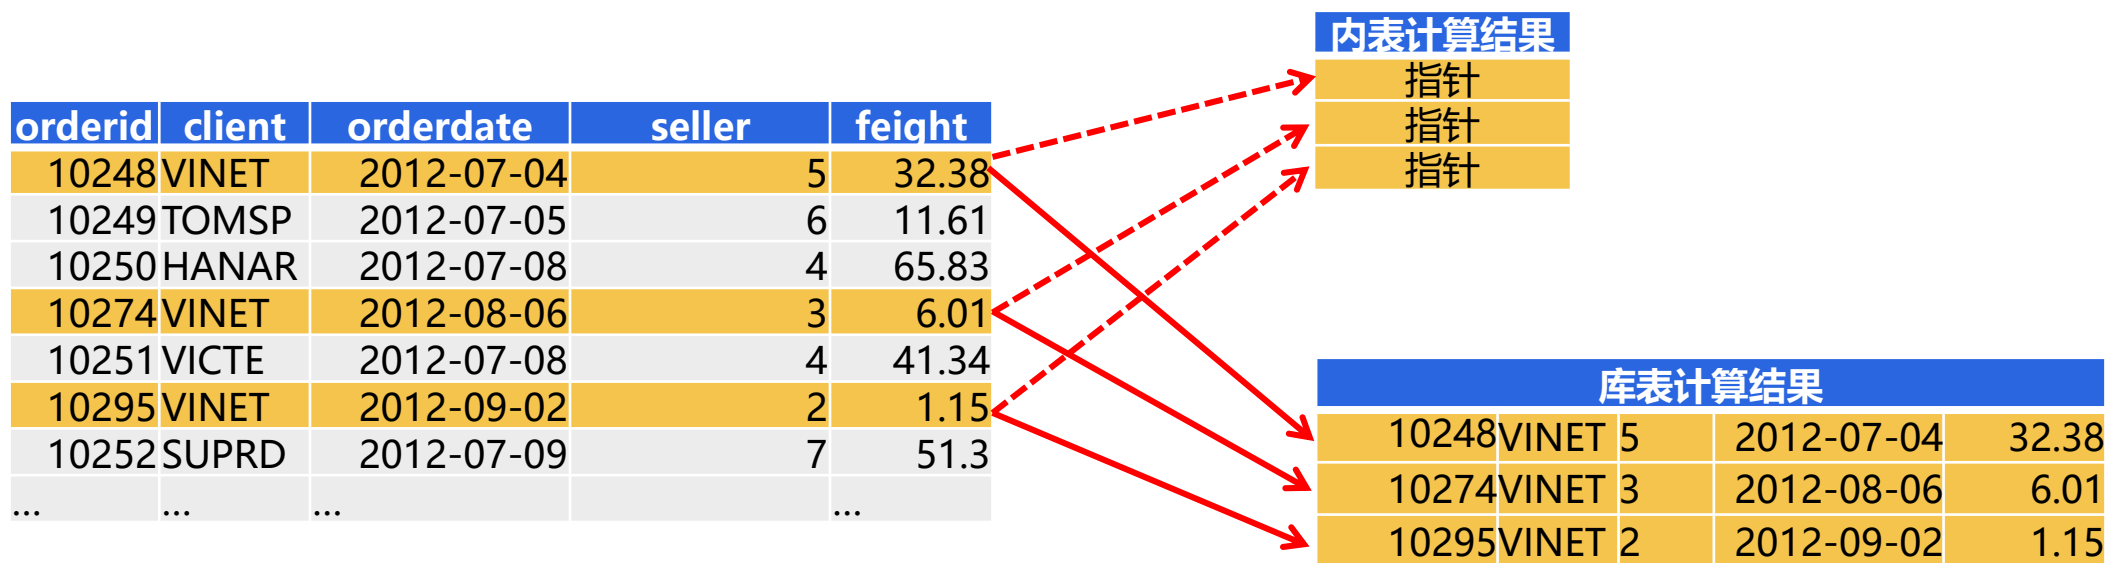 内表计算结果
指针
指针
指针
orderid client orderdate seller feight
10248 VINET 2012-07-04 5 32.38
10249 TOMSP 2012-07-05 6 11.61
10250 HANAR 2012-07-08 4 65.83
10274 VINET 2012-08-06 3 6.01
10251 VICTE 2012-07-08 4 41.34
10295 VINET 2012-09-02 2 1.15
10252 SUPRD 2012-07-09 7 51.3
... ... ... ...
库表计算结果
10248 VINET 5 2012-07-04 32.38
10274 VINET 3 2012-08-06 6.01
10295 VINET 2 2012-09-02 1.15